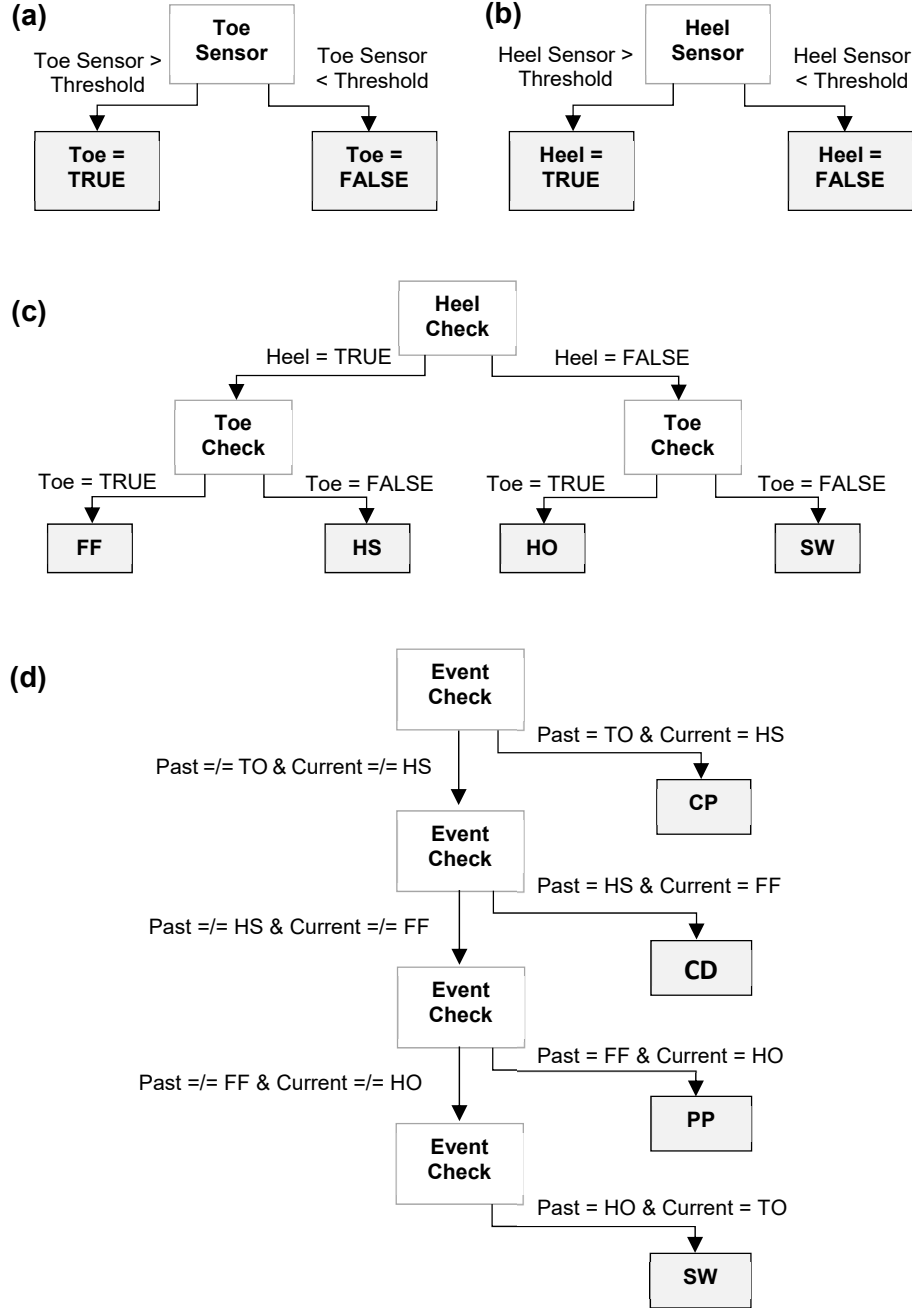 (a)
Toe
Sensor
Toe Sensor >
Threshold
Toe Sensor
< Threshold
Toe =
TRUE
Toe =
FALSE
(b)
Heel
Sensor
Heel Sensor >
Threshold
Heel Sensor
< Threshold
Heel =
TRUE
Heel =
FALSE
(c)
Heel
Check
Heel = TRUE
Heel = FALSE
Toe
Check
Toe
Check
Toe = TRUE
Toe = FALSE
Toe = TRUE
Toe = FALSE
FF
HS
HO
SW
(d)
Event
Check
Past = TO & Current = HS
Past =/= TO & Current =/= HS
CP
Event
Check
Past = HS & Current = FF
Past =/= HS & Current =/= FF
CD
Event
Check
Past = FF & Current = HO
Past =/= FF & Current =/= HO
PP
Event
Check
Past = HO & Current = TO
SW